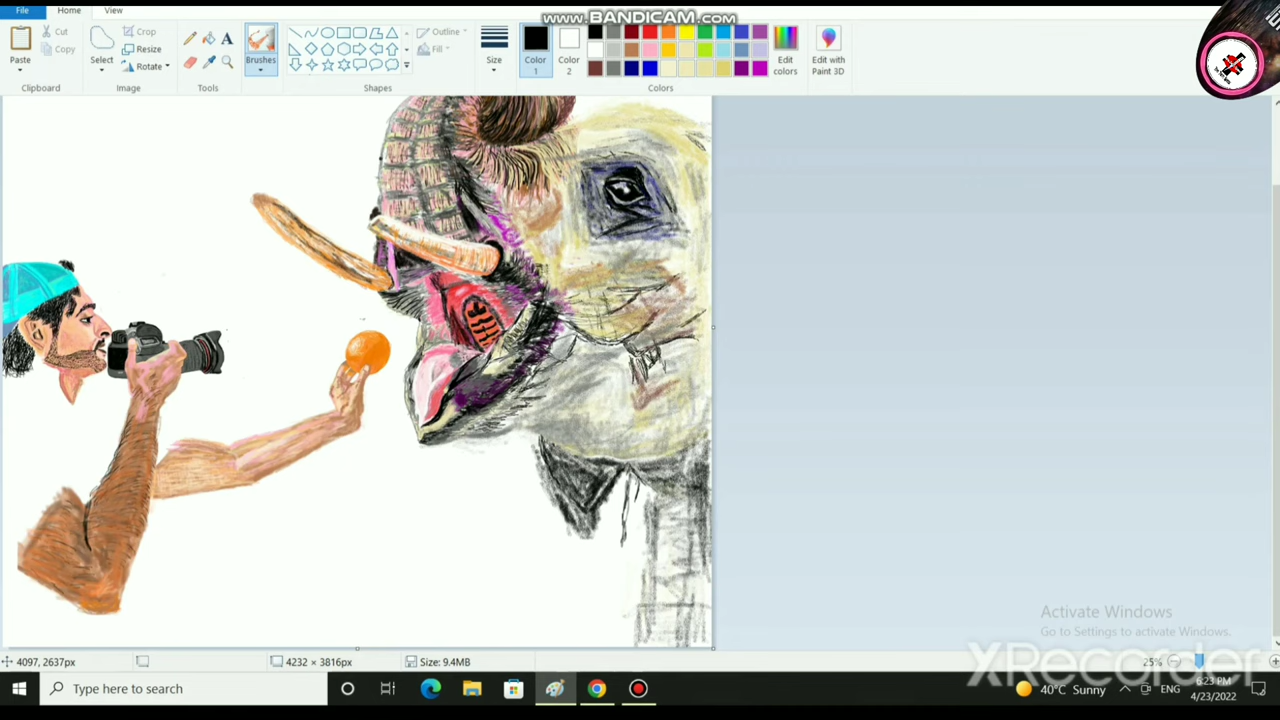 www.BANDICAM.com
File
Home
View
Paste
Cut
Copy
Clipboard
Select
Crop
Resize
Rotate
Image
Tools
Brushes
Outline
Fill
Shapes
Size
Color
1
Color
2
Edit
colors
Edit with
Paint 3D
Colors
Activate Windows
Go to Settings to activate Windows.
XRecorder
4097, 2637px
4232 × 3816px
Size: 9.4MB
25%
Type here to search
40°C Sunny
ENG
6:23 PM
4/23/2022